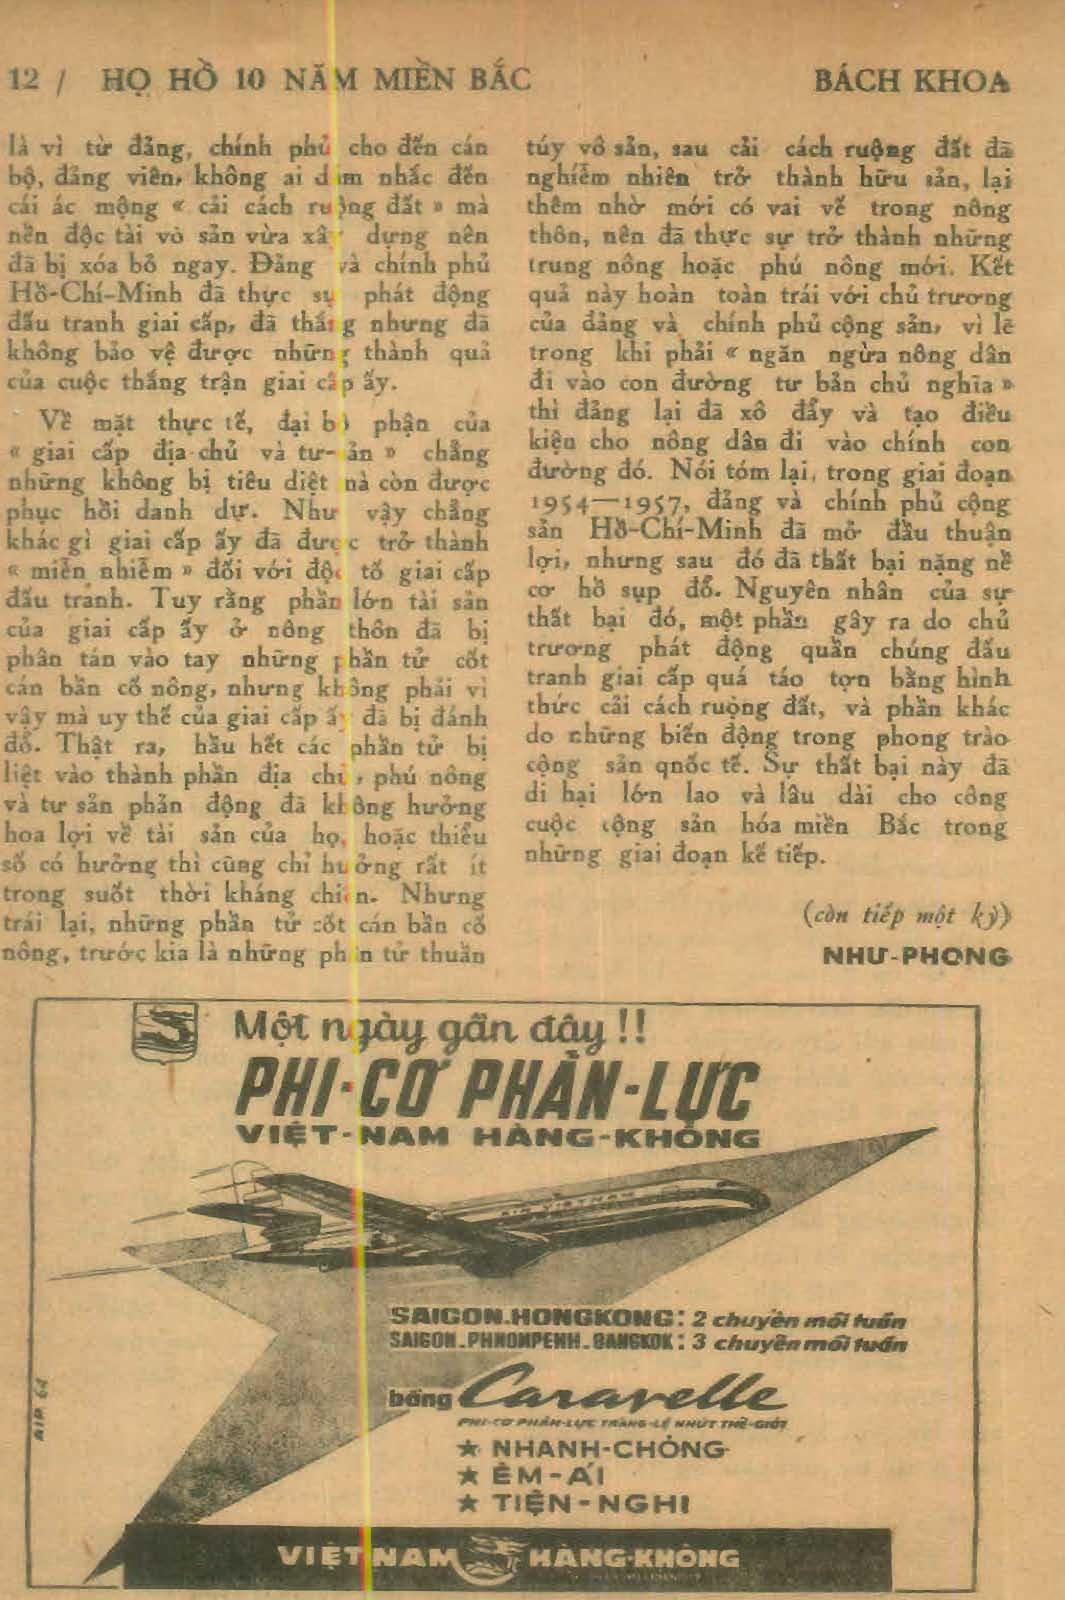 12 / HỌ HỒ 10 NĂM MIỀN BẮC
BÁCH KHOA
là vì từ đảng, chính phủ cho đến cán
bộ, đảng viên, không ai dám nhắc đến
cái ác mộng « cải cách ruộng đất » mà
nền độc tài vô sản vừa xây dựng nên
đã bị xóa bỏ ngay. Đảng và chính phủ
Hồ-Chí-Minh đã thực sự phát động
đấu tranh giai cấp, đã thắng nhưng đã
không bảo vệ được những thành quả
của cuộc thắng trận giai cấp ấy.
Về mặt thực tế, đại bộ phận của
« giai cấp địa-chủ và tư-sản » chẳng
những không bị tiêu diệt mà còn được
phục hồi danh dự. Như vậy chẳng
khác gì giai cấp ấy đã được trở thành
« miễn nhiễm » đối với độc tố giai cấp
đấu tranh. Tuy rằng phần lớn tài sản
của giai cấp ấy ở nông thôn đã bị
phân tán vào tay những phần tử cốt
cán bần cố nông, nhưng không phải vì
vậy mà uy thế của giai cấp ấy đã bị đánh
đổ. Thật ra, hầu hết các phần tử bị
liệt vào thành phần địa chủ, phú nông
và tư sản phản động đã không hưởng
hoa lợi về tài sản của họ, hoặc thiểu
số có hưởng thì cũng chỉ hưởng rất ít
trong suốt thời kháng chiến. Nhưng
trái lại, những phần tử cốt cán bần cố
nông, trước kia là những phần tử thuần
túy vô sản, sau cải cách ruộng đất đã
nghiễm nhiên trở thành hữu sản, lại
thêm nhờ mới có vai vế trong nông
thôn, nên đã thực sự trở thành những
trung nông hoặc phú nông mới. Kết
quả này hoàn toàn trái với chủ trương
của đảng và chính phủ cộng sản, vì lẽ
trong khi phải « ngăn ngừa nông dân
đi vào con đường tư bản chủ nghĩa »
thì đảng lại đã xô đẩy và tạo điều
kiện cho nông dân đi vào chính con
đường đó. Nói tóm lại, trong giai đoạn
1954—1957, đảng và chính phủ cộng
sản Hồ-Chí-Minh đã mở đầu thuận
lợi, nhưng sau đó đã thất bại nặng nề
cơ hồ sụp đổ. Nguyên nhân của sự
thất bại đó, một phần gây ra do chủ
trương phát động quần chúng đấu
tranh giai cấp quá táo tợn bằng hình
thức cải cách ruộng đất, và phần khác
do những biến động trong phong trào
cộng sản qnốc tế. Sự thất bại này đã
di hại lớn lao và lâu dài cho công
cuộc cộng sản hóa miền Bắc trong
những giai đoạn kế tiếp.
(còn tiếp một kỳ)
NHƯ-PHONG
Một ngày gần đây !!
PHI-CƠ PHẢN-LỰC
VIỆT-NAM HÀNG-KHÔNG
AIR VIETNAM
SAIGON.HONGKONG: 2 chuyến mỗi tuần
SAIGON.PHNOMPENH.BANGKOK: 3 chuyến mỗi tuần
bằng Caravelle
PHI-CƠ PHẢN-LỰC TRÁNG-LỆ NHỨT THẾ-GIỚI
★ NHANH-CHÓNG
★ ÊM-ÁI
★ TIỆN-NGHI
AIP 64
VIỆT NAM HÀNG-KHÔNG